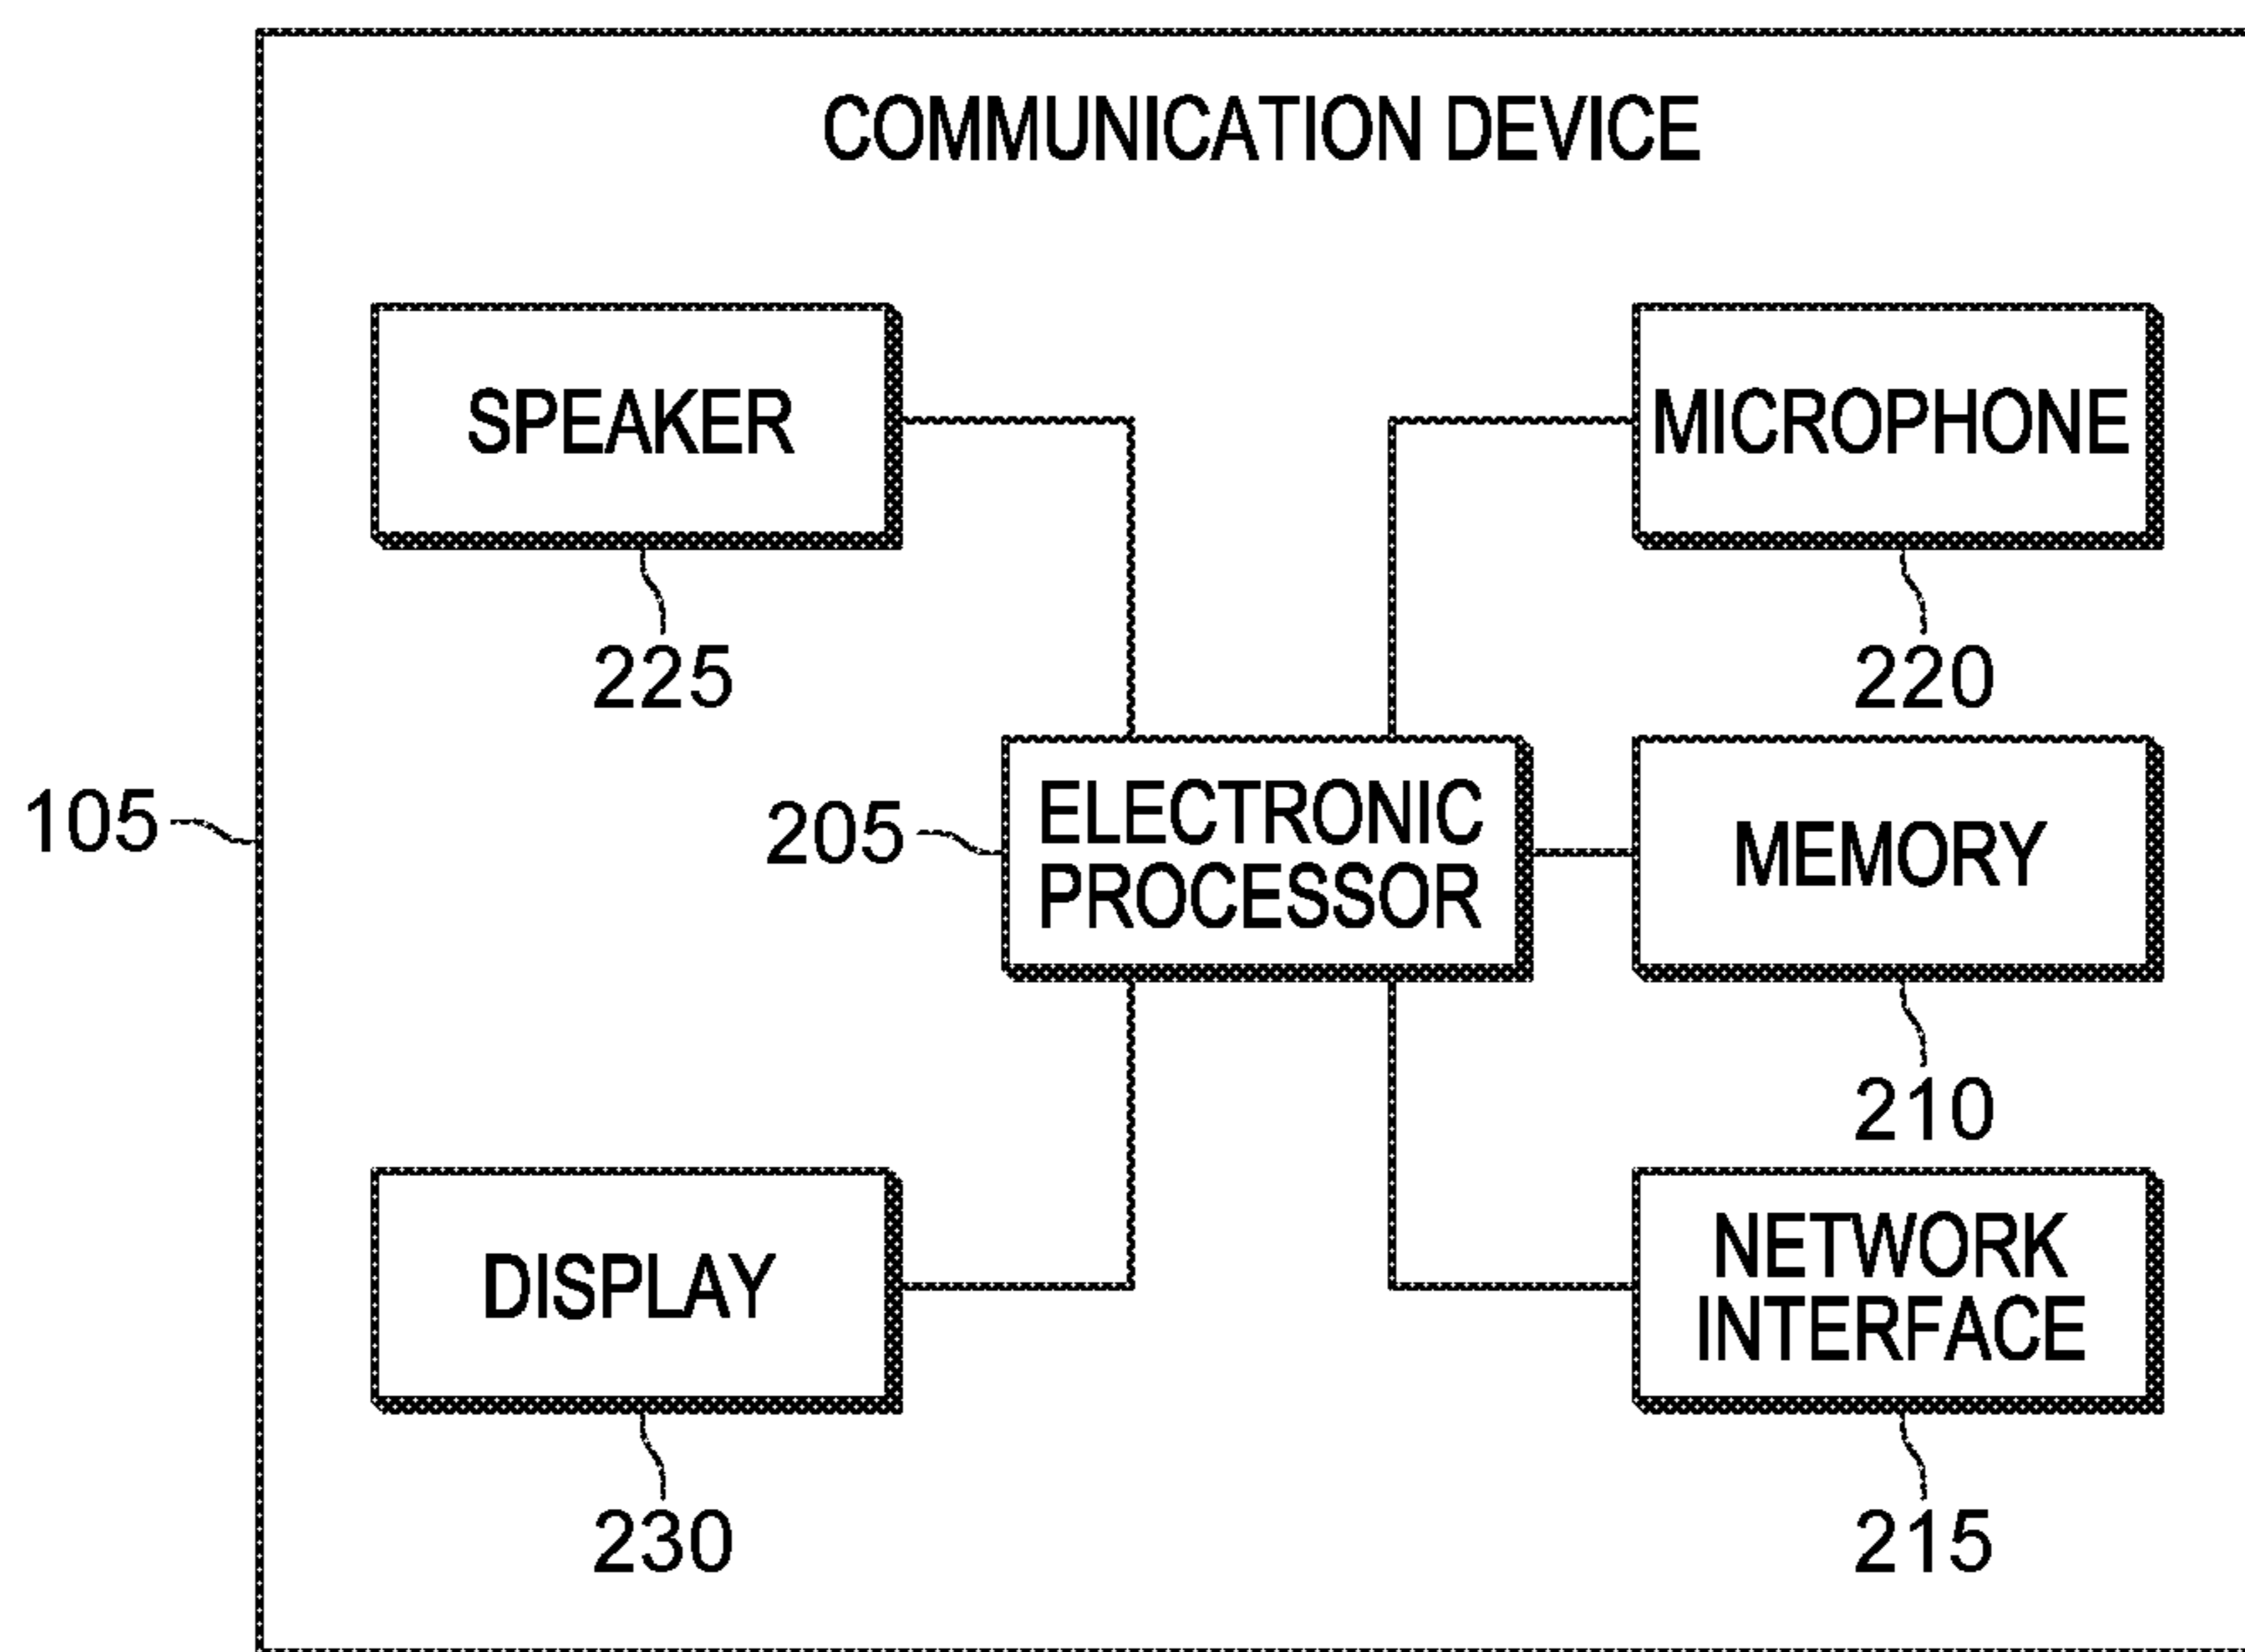 COMMUNICATION DEVICE
SPEAKER
MICROPHONE
225
220
105
205
ELECTRONIC
PROCESSOR
MEMORY
210
DISPLAY
NETWORK
INTERFACE
230
215